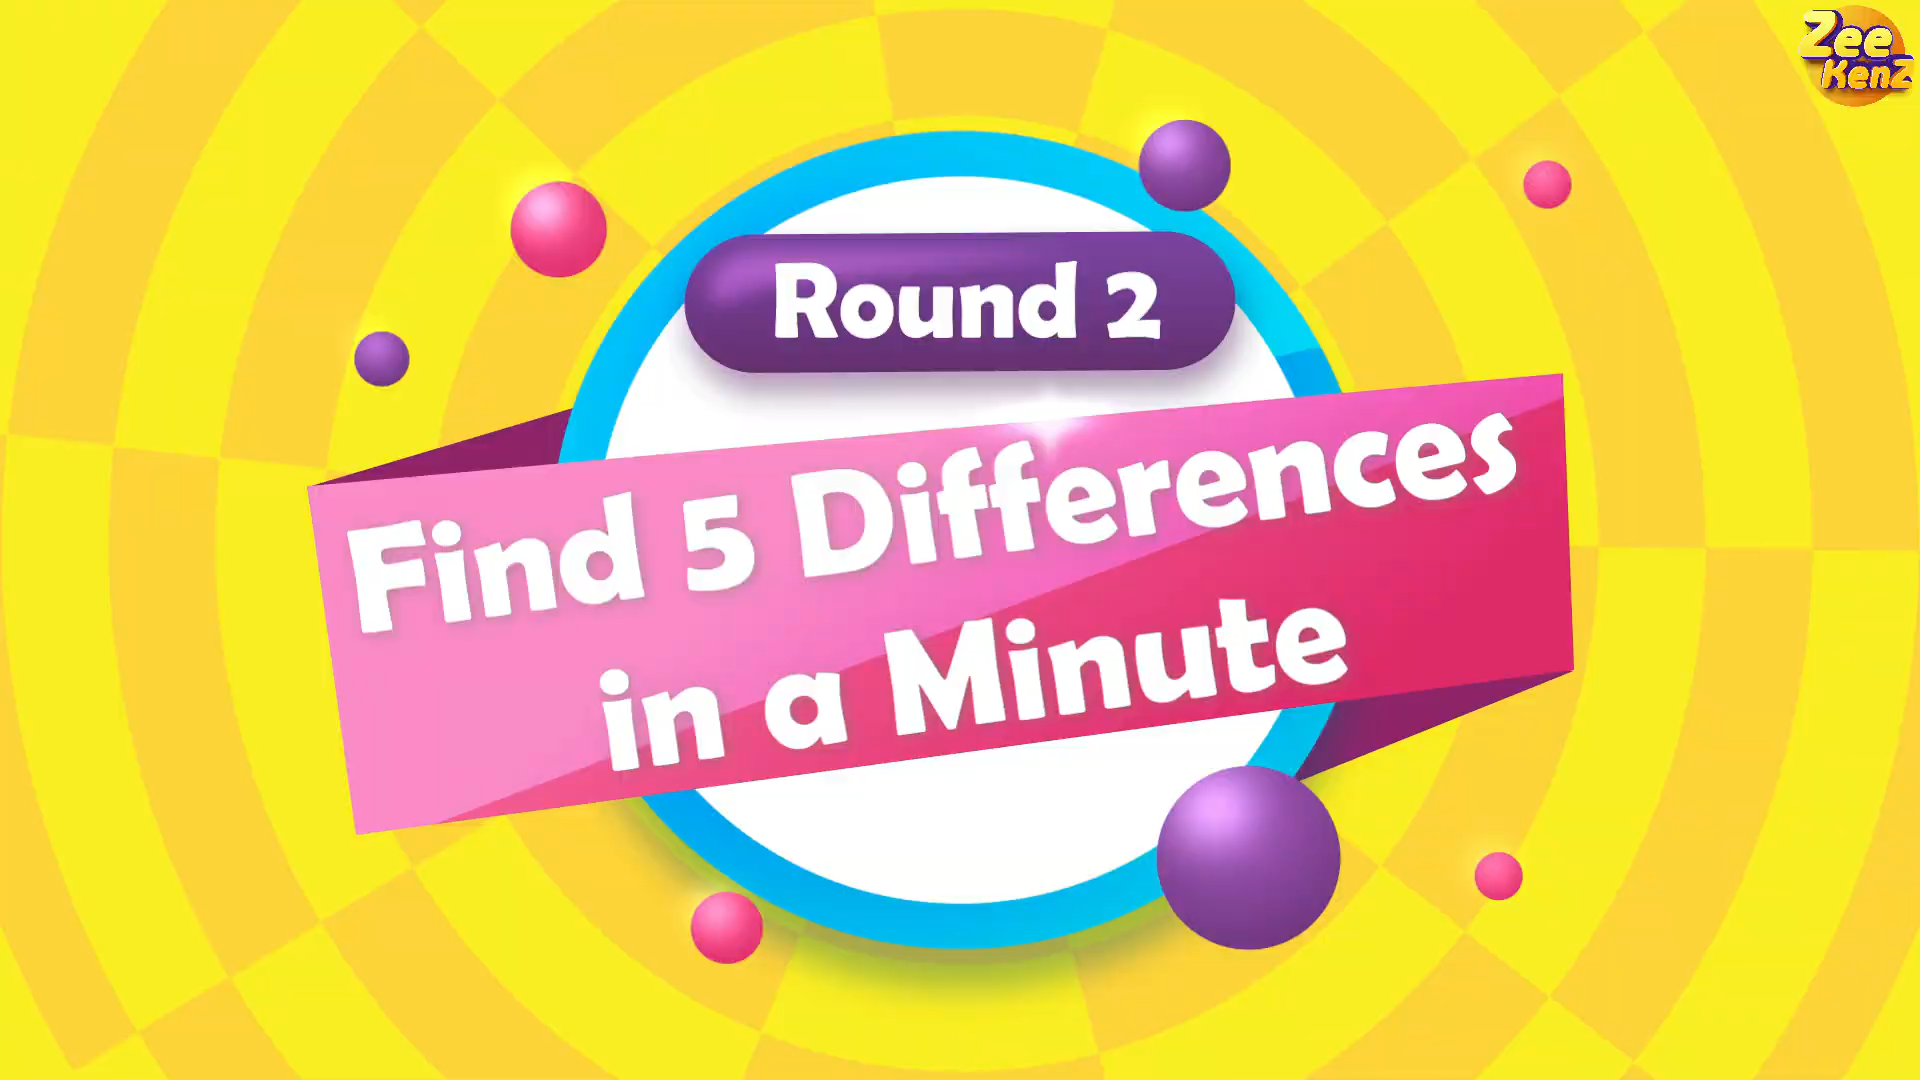 Zee
KenZ
Round 2
Find 5 Differences
in a Minute